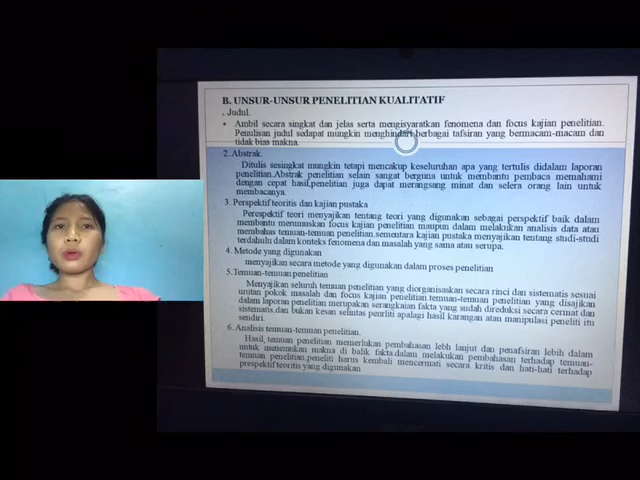 B. UNSUR-UNSUR PENELITIAN KUALITATIF
. Judul.
• Ambil secara singkat dan jelas serta mengisyaratkan fenomena dan focus kajian penelitian.
Penulisan judul sedapat mungkin menghindari berbagai tafsiran yang bermacam-macam dan
tidak bias makna.
2. Abstrak.
Ditulis sesingkat mungkin tetapi mencakup keseluruhan apa yang tertulis didalam laporan
penelitian.Abstrak penelitian selain sangat berguna untuk membantu pembaca memahami
dengan cepat hasil,penelitian juga dapat merangsang minat dan selera orang lain untuk
membacanya.
3. Perspektif teoritis dan kajian pustaka
Perespektif teori menyajikan tentang teori yang digunakan sebagai perspektif baik dalam
membantu merumuskan focus kajian penelitian maupun dalam melakukan analisis data atau
membahas temuan-temuan penelitian.sementara kajian pustaka menyajikan tentang studi-studi
terdahulu dalam konteks fenomena dan masalah yang sama atau serupa.
4. Metode yang digunakan
menyajikan secara metode yang digunakan dalam proses penelitian
5.Temuan-temuan penelitian
Menyajikan seluruh temuan penelitian yang diorganisaskan secara rinci dan sistematis sesuai
urutan pokok masalah dan focus kajian penelitian.temuan-temuan penelitian yang disajikan
dalam laporan penelitian merupakan serangkaian fakta yang sudah direduksi secara cermat dan
sistematis,dan bukan kesan selintas penrliti apalagi hasil karangan atau manipulasi peneliti itu
sendiri.
6. Analisis temuan-temuan penelitian.
Hasil, temuan penelitian memerlukan pembahasan lebh lanjut dan penafsiran lebih dalam
untuk menemukan makna di balik fakta.dalam melakukan pembahasan terhadap temuan-
temuan penelitian,peneliti harus kembali mencermati secara kritis dan hati-hati terhadap
prespektif teoritis yang digunakan